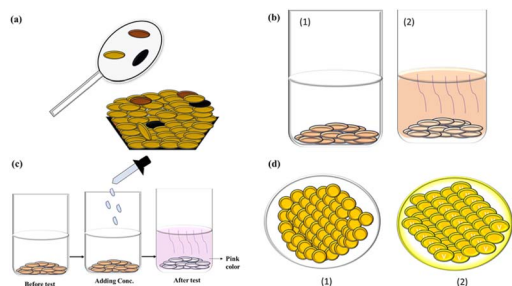 (a)
(b)
(1)
(2)
(c)
Pink
color
Before test
Adding Conc.
After test
(d)
(1)
(2)